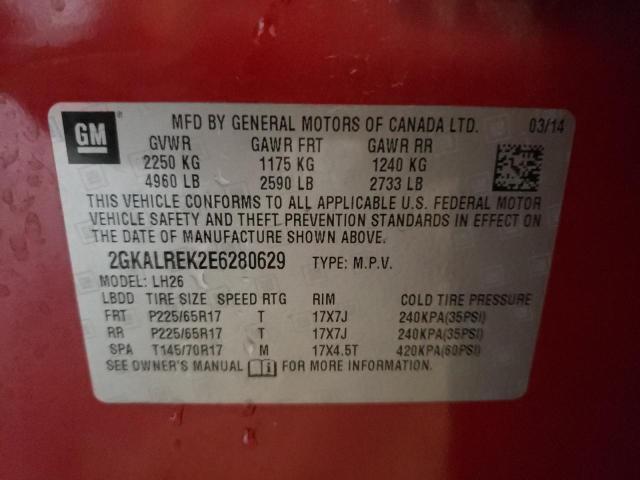 GM
MFD BY GENERAL MOTORS OF CANADA LTD. 03/14
GVWR GAWR FRT GAWR RR
2250 KG 1175 KG 1240 KG
4960 LB 2590 LB 2733 LB
THIS VEHICLE CONFORMS TO ALL APPLICABLE U.S. FEDERAL MOTOR
VEHICLE SAFETY AND THEFT PREVENTION STANDARDS IN EFFECT ON
THE DATE OF MANUFACTURE SHOWN ABOVE.
2GKALREK2E6280629 TYPE: M.P.V.
MODEL: LH26
LBDD TIRE SIZE SPEED RTG RIM COLD TIRE PRESSURE
FRT P225/65R17 T 17X7J 240KPA(35PSI)
RR P225/65R17 T 17X7J 240KPA(35PSI)
SPA T145/70R17 M 17X4.5T 420KPA(60PSI)
SEE OWNER'S MANUAL i FOR MORE INFORMATION.